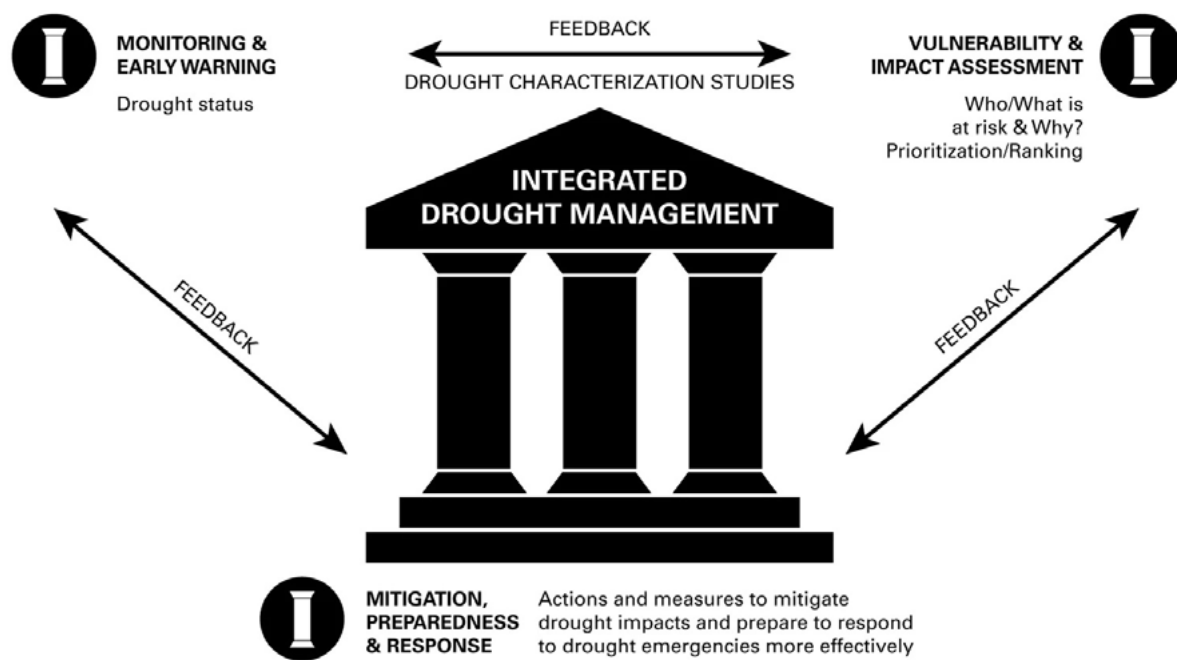 MONITORING &
EARLY WARNING
Drought status
FEEDBACK
DROUGHT CHARACTERIZATION STUDIES
VULNERABILITY &
IMPACT ASSESSMENT
Who/What is
at risk & Why?
Prioritization/Ranking
INTEGRATED
DROUGHT MANAGEMENT
FEEDBACK
FEEDBACK
MITIGATION,
PREPAREDNESS
& RESPONSE
Actions and measures to mitigate
drought impacts and prepare to respond
to drought emergencies more effectively